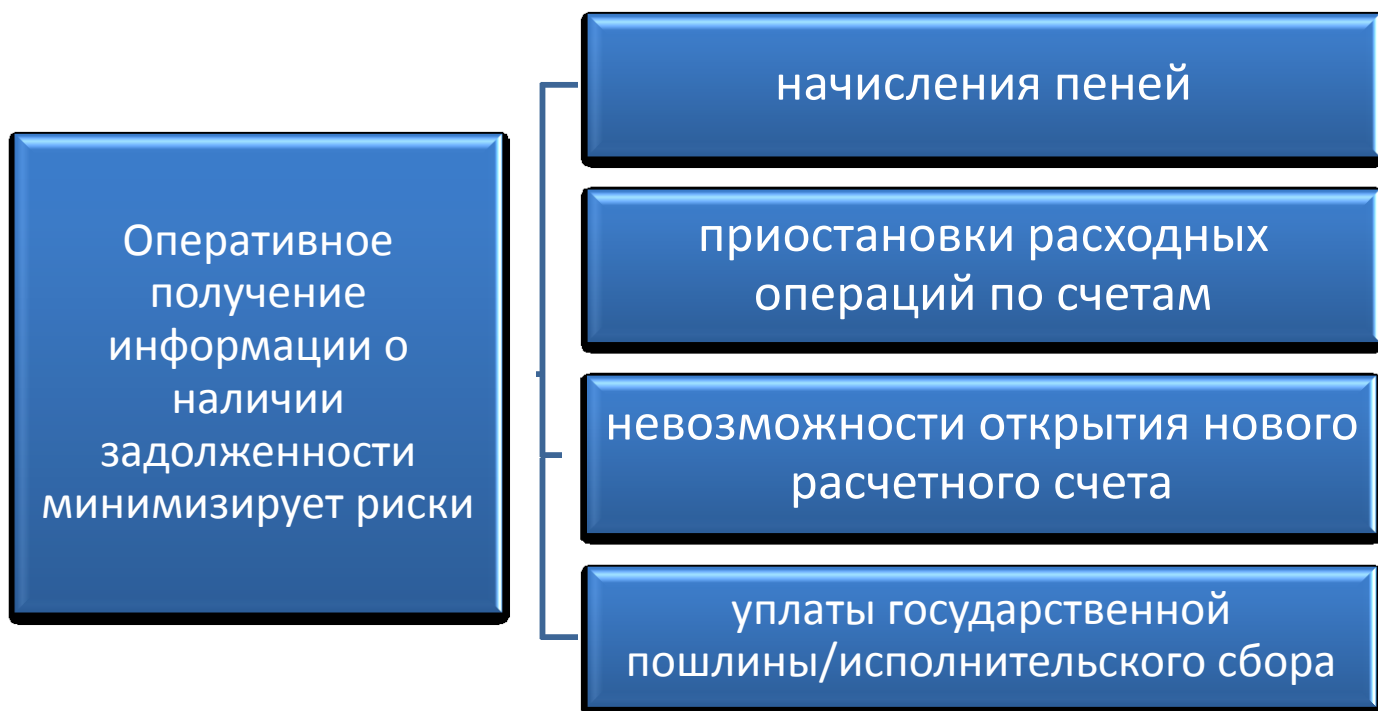 Оперативное
получение
информации о
наличии
задолженности
минимизирует риски
начисления пеней
приостановки расходных
операций по счетам
невозможности открытия нового
расчетного счета
уплаты государственной
пошлины/исполнительского сбора